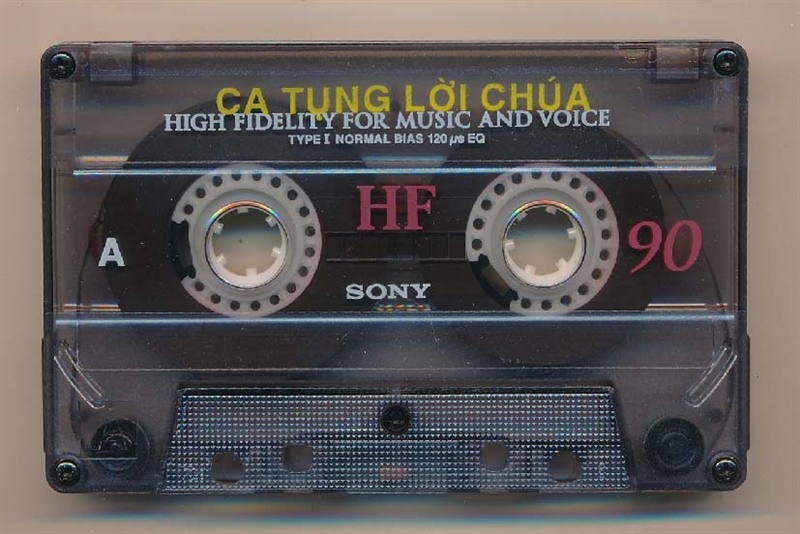 CA TỤNG LỜI CHÚA
HIGH FIDELITY FOR MUSIC AND VOICE
TYPE I NORMAL BIAS 120 µs EQ
HF
A
90
SONY